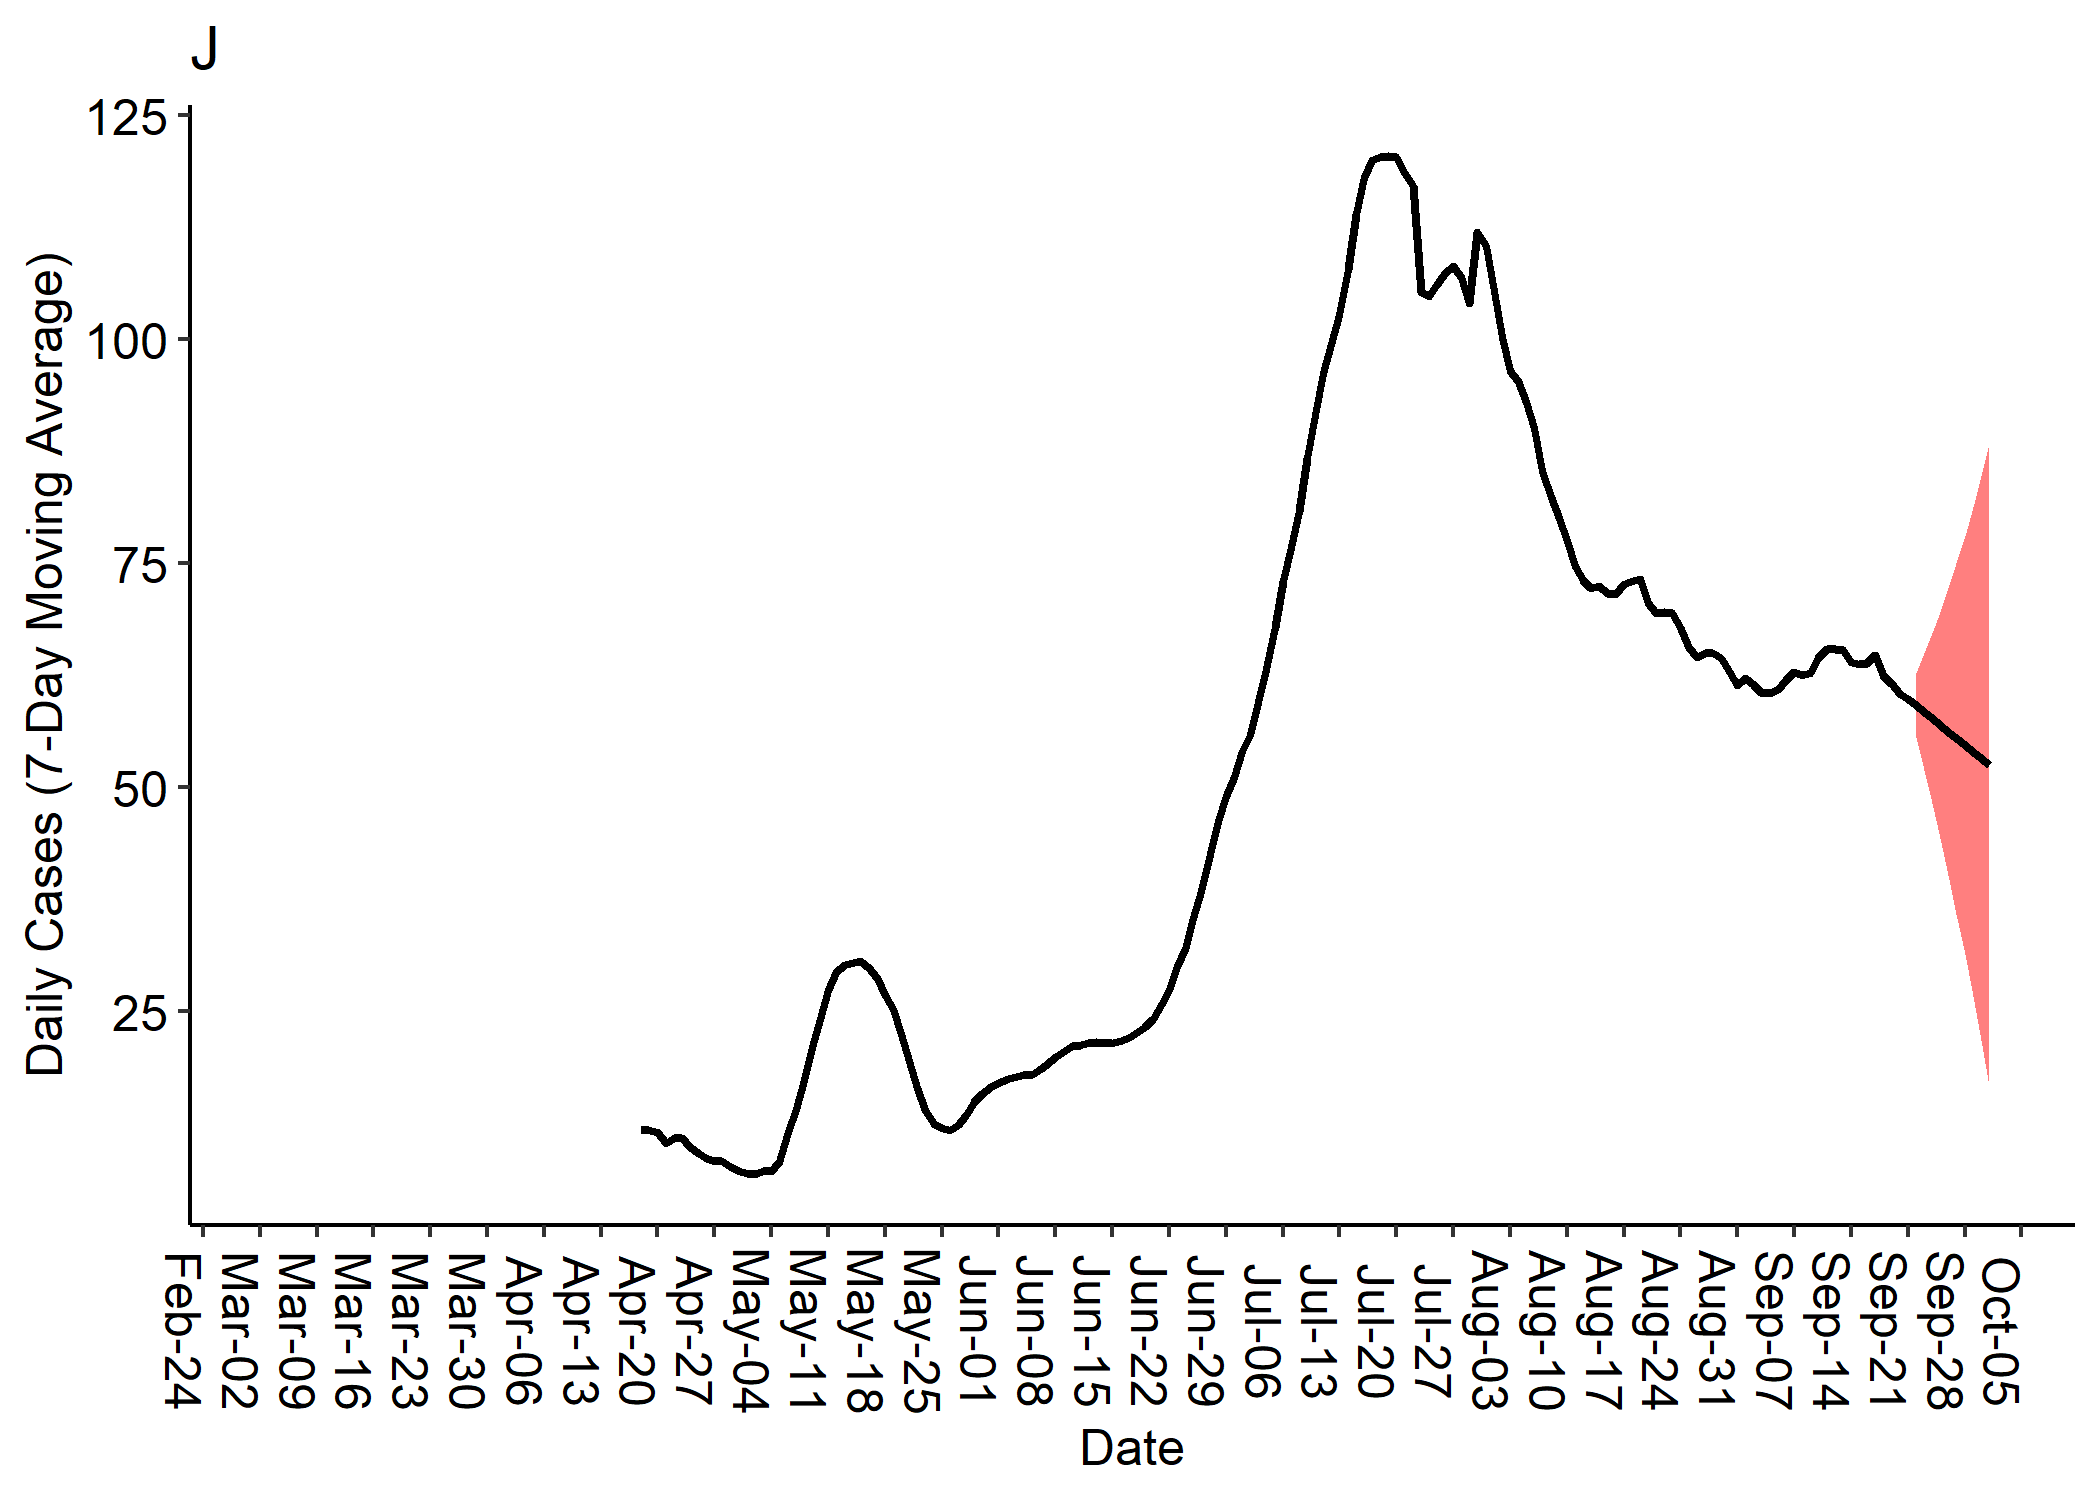 J
Daily Cases (7-Day Moving Average)
125
100
75
50
25
Feb-24
Mar-02
Mar-09
Mar-16
Mar-23
Mar-30
Apr-06
Apr-13
Apr-20
Apr-27
May-04
May-11
May-18
May-25
Jun-01
Jun-08
Jun-15
Jun-22
Jun-29
Jul-06
Jul-13
Jul-20
Jul-27
Aug-03
Aug-10
Aug-17
Aug-24
Aug-31
Sep-07
Sep-14
Sep-21
Sep-28
Oct-05
Date